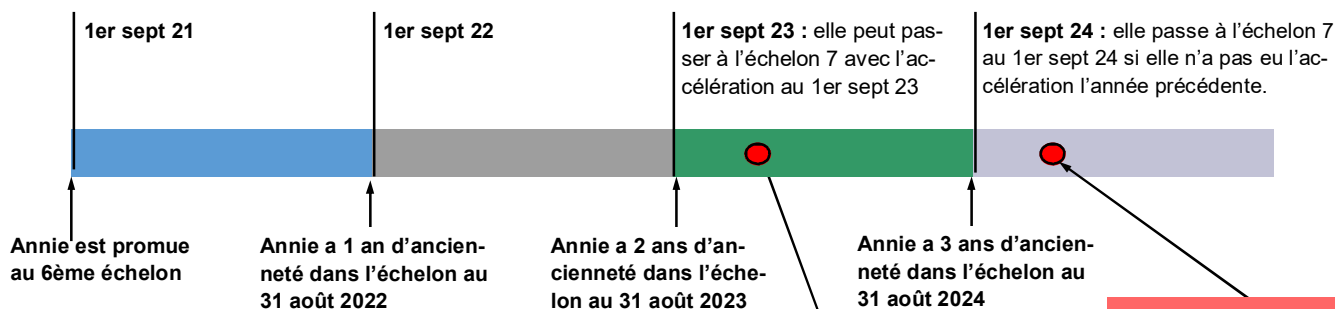 1er sept 21
1er sept 22
1er sept 23 : elle peut pas-
ser à l’échelon 7 avec l’ac-
célération au 1er sept 23
1er sept 24 : elle passe à l’échelon 7
au 1er sept 24 si elle n’a pas eu l’ac-
célération l’année précédente.
Annie est promue
au 6ème échelon
Annie a 1 an d’ancien-
neté dans l’échelon au
31 août 2022
Annie a 2 ans d’an-
cienneté dans l’éche-
lon au 31 août 2023
Annie a 3 ans d’ancien-
neté dans l’échelon au
31 août 2024